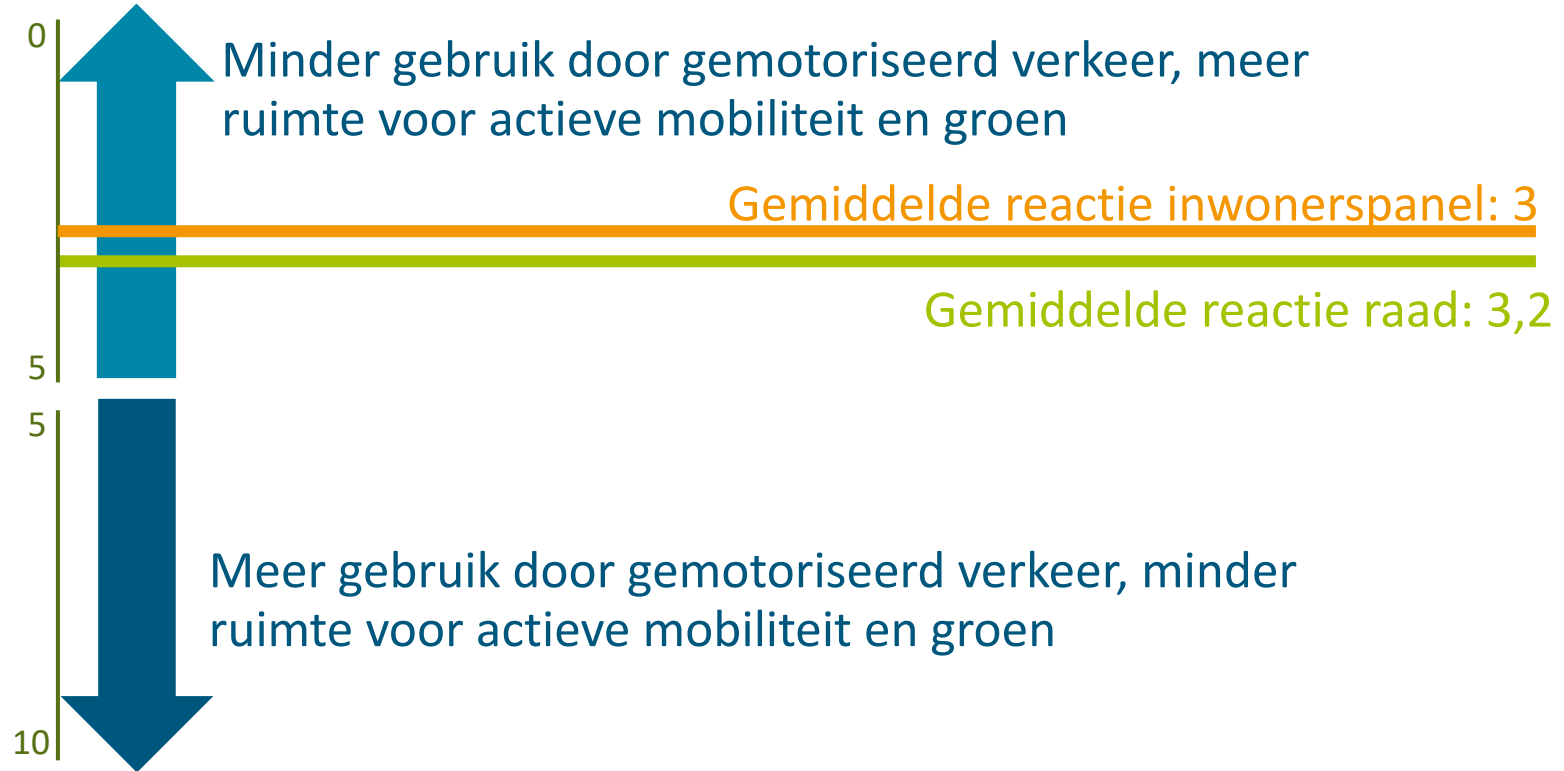 0
Minder gebruik door gemotoriseerd verkeer, meer
ruimte voor actieve mobiliteit en groen
Gemiddelde reactie inwonerspanel: 3
Gemiddelde reactie raad: 3,2
5
5
Meer gebruik door gemotoriseerd verkeer, minder
ruimte voor actieve mobiliteit en groen
10